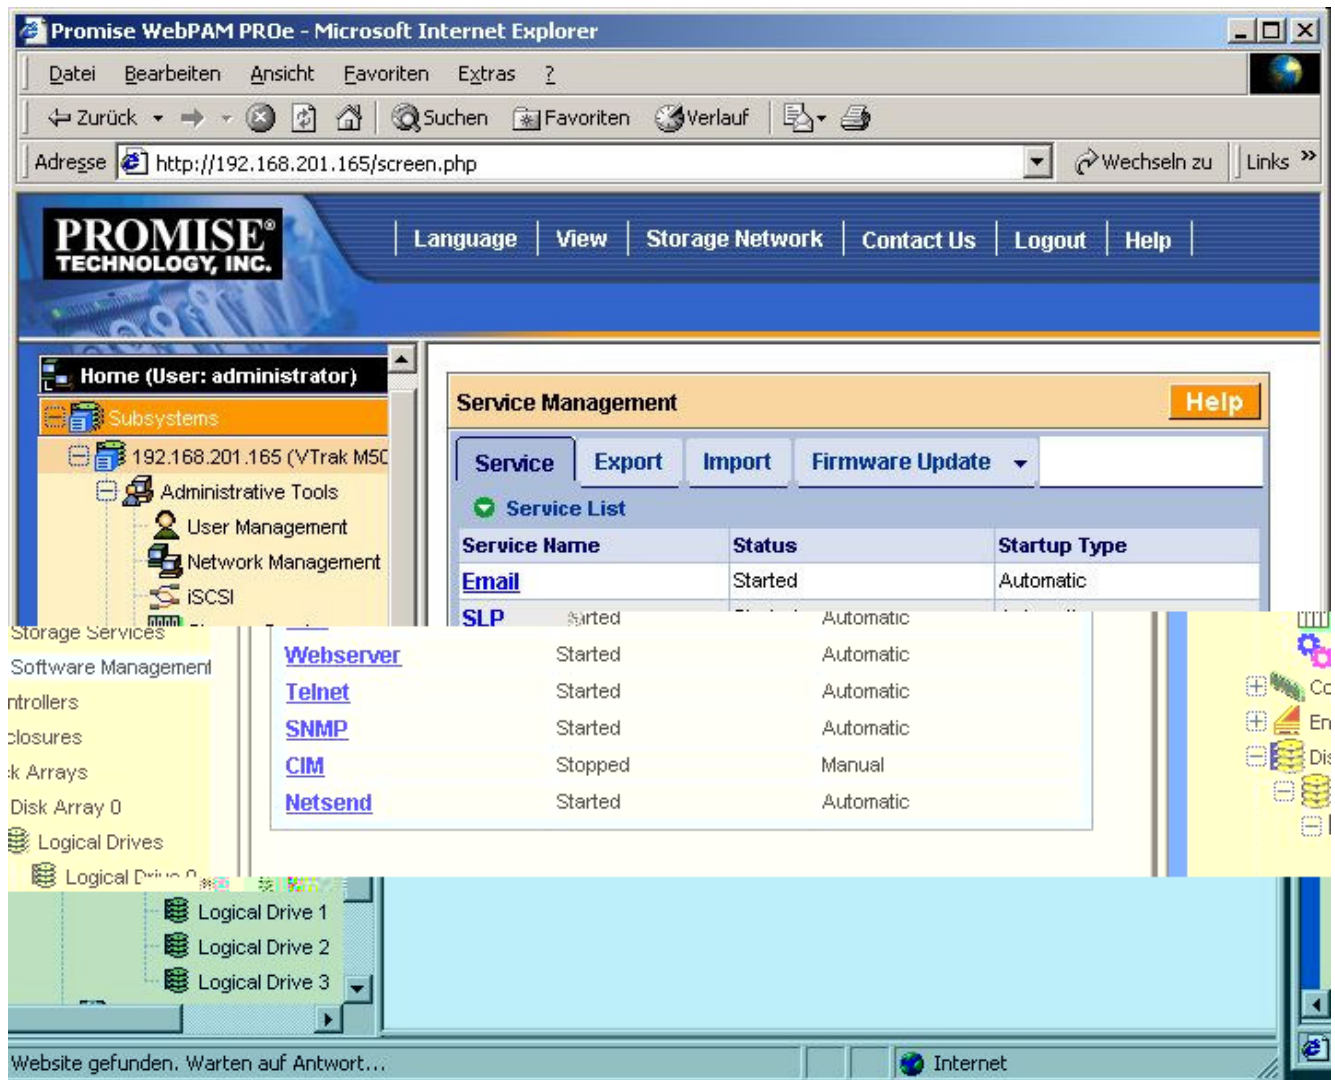 Promise WebPAM PROe - Microsoft Internet Explorer
Datei Bearbeiten Ansicht Favoriten Extras ?
Zurück Suchen Favoriten Verlauf
Adresse http://192.168.201.165/screen.php Wechseln zu Links »
PROMISE®
TECHNOLOGY, INC.
Language View Storage Network Contact Us Logout Help
Home (User: administrator)
Subsystems
192.168.201.165 (VTrak M50
Administrative Tools
User Management
Network Management
iSCSI
Service Management Help
Service Export Import Firmware Update
Service List
Service Name Status Startup Type
Email Started Automatic
SLP Automatic
Storage Services
Software Management
ntrollers
closures
k Arrays
Disk Array 0
Logical Drives
Logical
Webserver Started Automatic
Telnet Started Automatic
SNMP Started Automatic
CIM Stopped Manual
Netsend Started Automatic
Co
En
Dis
Logical Drive 1
Logical Drive 2
Logical Drive 3
Website gefunden. Warten auf Antwort... Internet